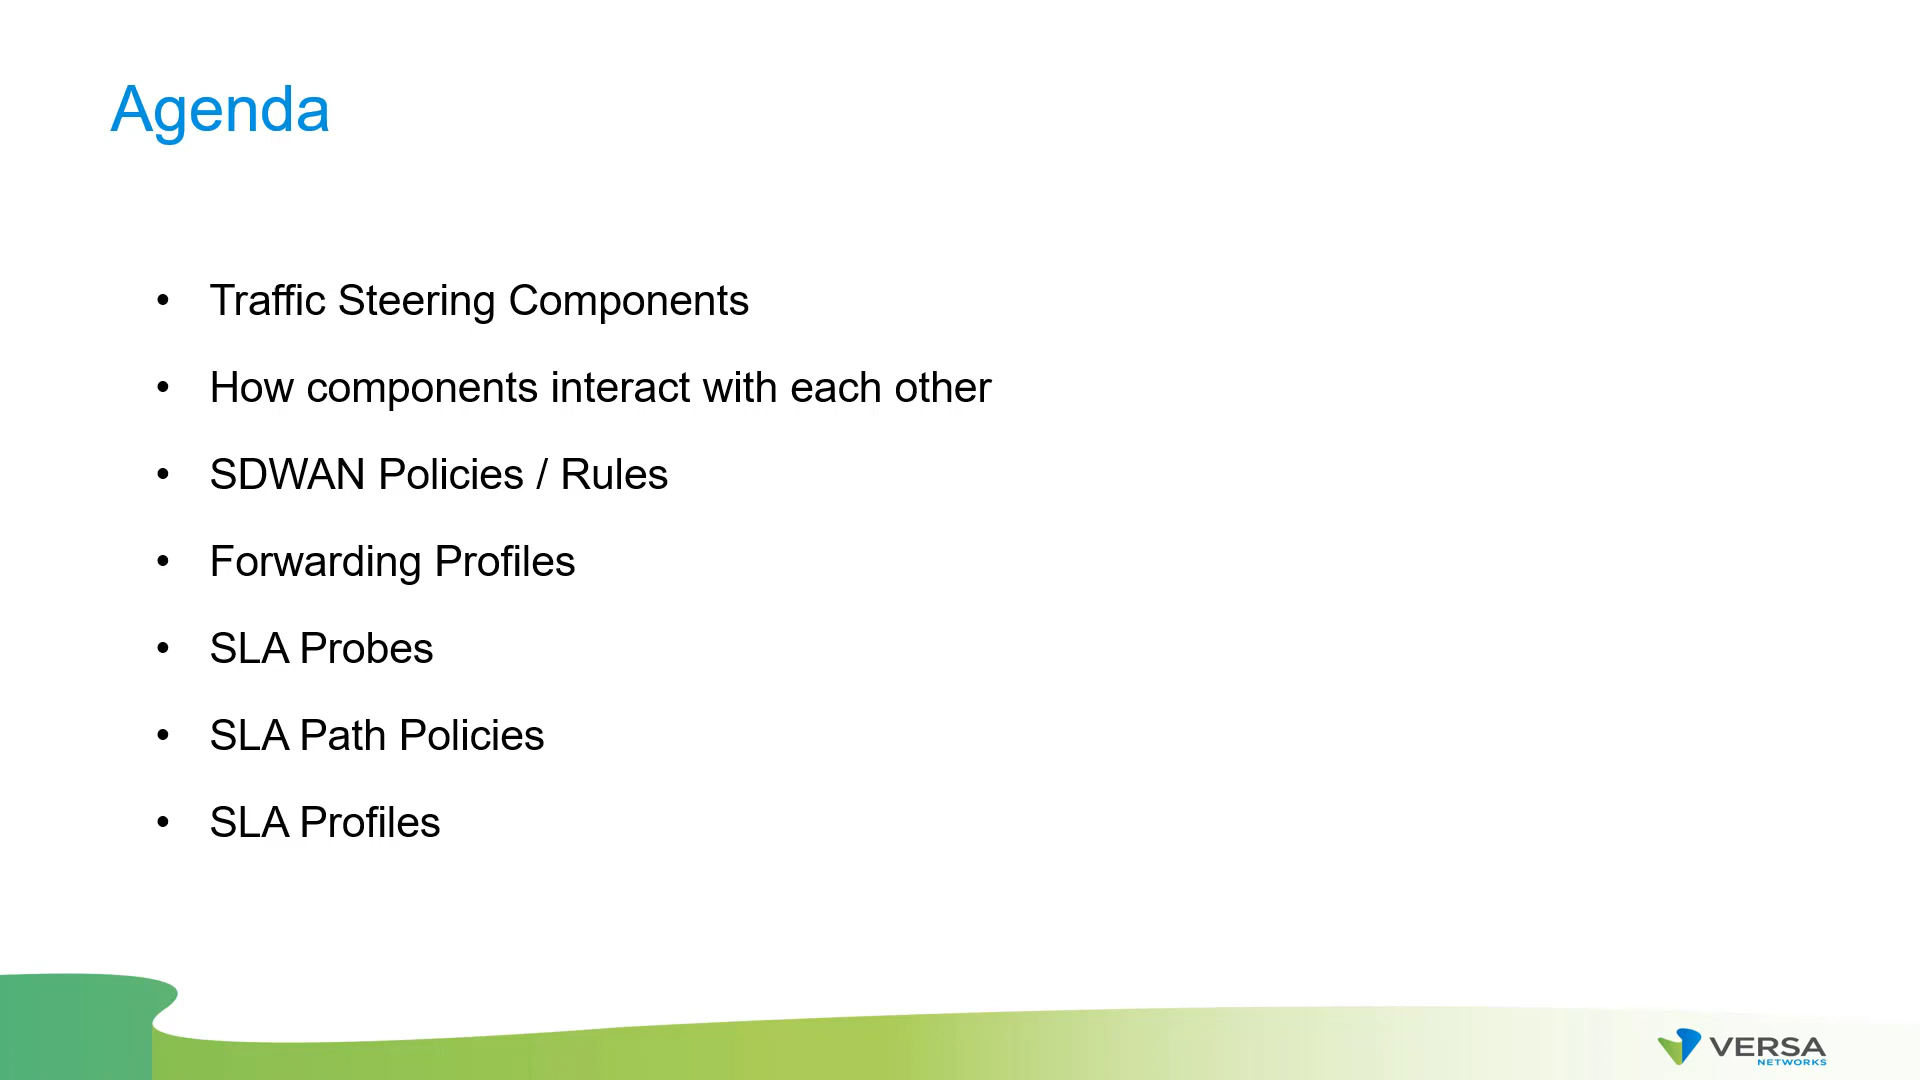 Agenda
• Traffic Steering Components
• How components interact with each other
• SDWAN Policies / Rules
• Forwarding Profiles
• SLA Probes
• SLA Path Policies
• SLA Profiles
VERSA
NETWORKS